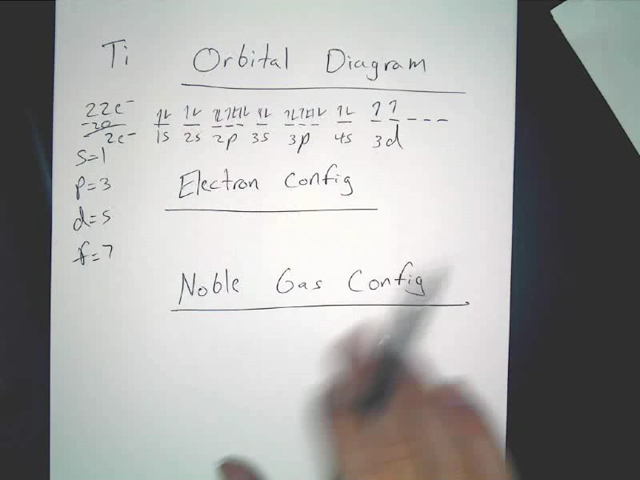 Ti Orbital Diagram
22e-
-20
2e-
1s 2s 2p 3s 3p 4s 3d
s=1
p=3
d=5
f=7
Electron Config
Noble Gas Config